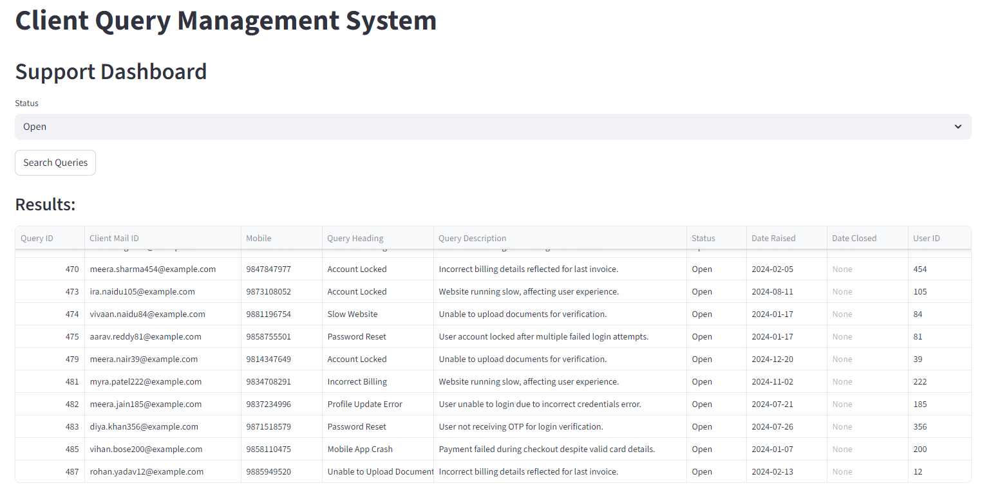 Client Query Management System
Support Dashboard
Status
Open
Search Queries
Results:
Query ID Client Mail ID Mobile Query Heading Query Description Status Date Raised Date Closed User ID
470 meera.sharma454@example.com 9847847977 Account Locked Incorrect billing details reflected for last invoice. Open 2024-02-05 None 454
473 ira.naidu105@example.com 9873108052 Account Locked Website running slow, affecting user experience. Open 2024-08-11 None 105
474 vivaan.naidu84@example.com 9881196754 Slow Website Unable to upload documents for verification. Open 2024-01-17 None 84
475 aarav.reddy81@example.com 9858755501 Password Reset User account locked after multiple failed login attempts. Open 2024-01-17 None 81
479 meera.nair39@example.com 9814347649 Account Locked Unable to upload documents for verification. Open 2024-12-20 None 39
481 myra.patel222@example.com 9834708291 Incorrect Billing Website running slow, affecting user experience. Open 2024-11-02 None 222
482 meera.jain185@example.com 9837234996 Profile Update Error User unable to login due to incorrect credentials error. Open 2024-07-21 None 185
483 diya.khan356@example.com 9871518579 Password Reset User not receiving OTP for login verification. Open 2024-07-26 None 356
485 vihan.bose200@example.com 9858110475 Mobile App Crash Payment failed during checkout despite valid card details. Open 2024-01-07 None 200
487 rohan.yadav12@example.com 9885949520 Unable to Upload Document Incorrect billing details reflected for last invoice. Open 2024-02-13 None 12